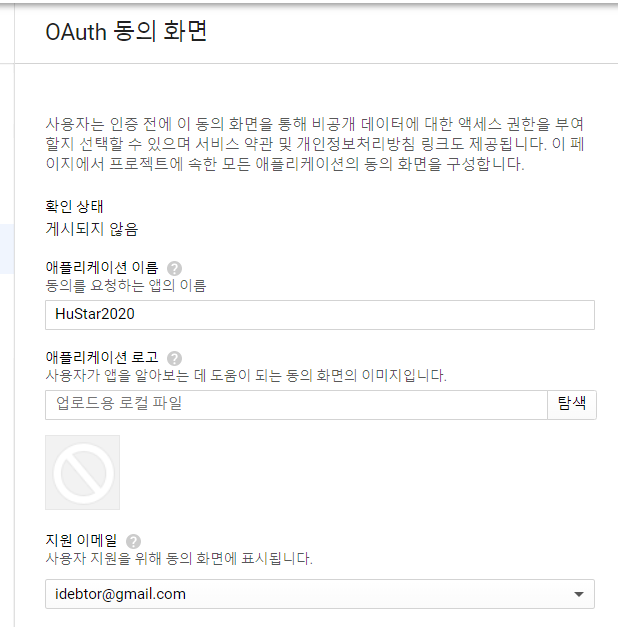 OAuth 동의 화면
사용자는 인증 전에 이 동의 화면을 통해 비공개 데이터에 대한 액세스 권한을 부여
할지 선택할 수 있으며 서비스 약관 및 개인정보처리방침 링크도 제공됩니다. 이 페
이지에서 프로젝트에 속한 모든 애플리케이션의 동의 화면을 구성합니다.
확인 상태
게시되지 않음
애플리케이션 이름 ?
동의를 요청하는 앱의 이름
HuStar2020
애플리케이션 로고 ?
사용자가 앱을 알아보는 데 도움이 되는 동의 화면의 이미지입니다.
업로드용 로컬 파일 탐색
지원 이메일 ?
사용자 지원을 위해 동의 화면에 표시됩니다.
idebtor@gmail.com